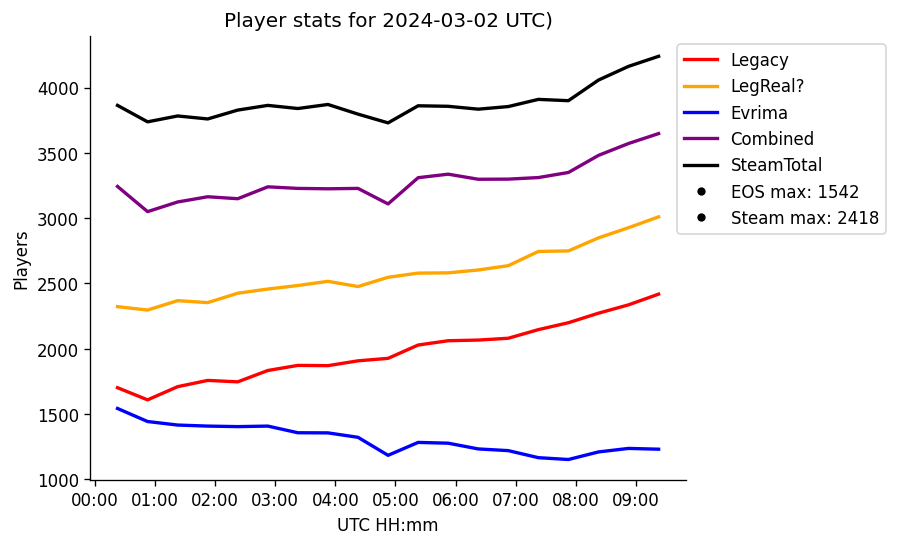 Player stats for 2024-03-02 UTC)
Legacy
LegReal?
Evrima
Combined
SteamTotal
EOS max: 1542
Steam max: 2418
Players
4000
3500
3000
2500
2000
1500
1000
00:00 01:00 02:00 03:00 04:00 05:00 06:00 07:00 08:00 09:00
UTC HH:mm